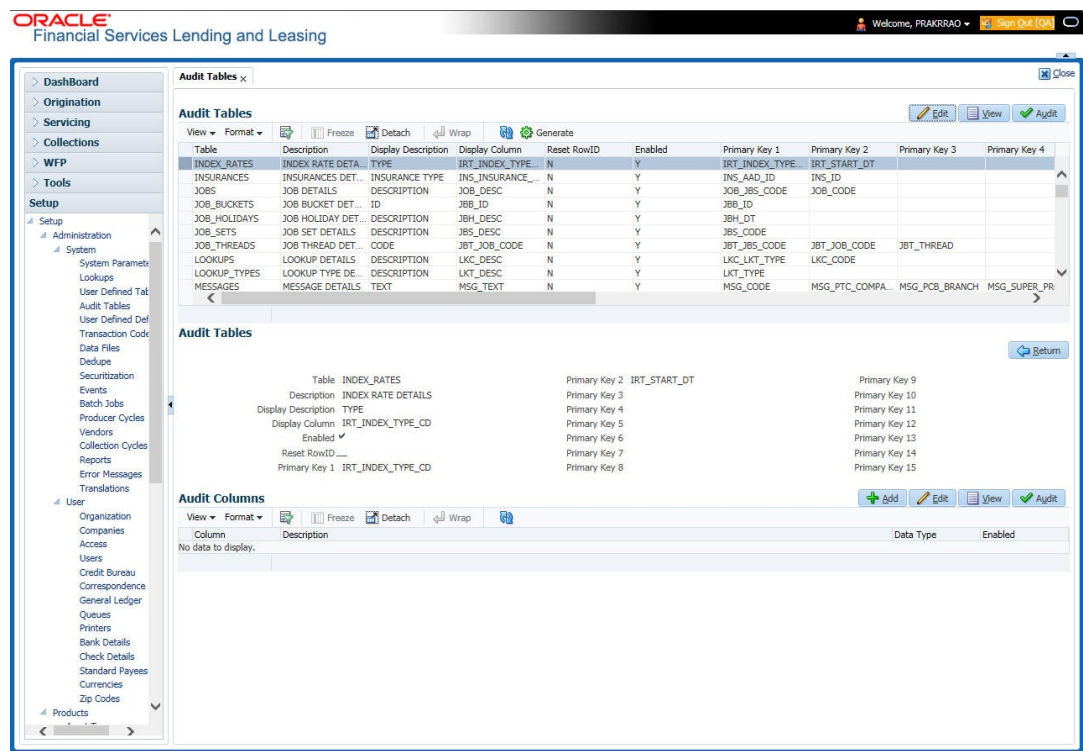 ORACLE
Financial Services Lending and Leasing
Welcome, PRAKRRAO
Sign Out [QA]
DashBoard
Origination
Servicing
Collections
WFP
Tools
Setup
Setup
Administration
System
System Paramete
Lookups
User Defined Tab
Audit Tables
User Defined Def
Transaction Code
Data Files
Dedupe
Securitization
Events
Batch Jobs
Producer Cycles
Vendors
Collection Cycles
Reports
Error Messages
Translations
User
Organization
Companies
Access
Users
Credit Bureau
Correspondence
General Ledger
Queues
Printers
Bank Details
Check Details
Standard Payees
Currencies
Zip Codes
Products
Audit Tables
Close
Audit Tables
Edit View Audit
View Format Freeze Detach Wrap Generate
Table Description Display Description Display Column Reset RowID Enabled Primary Key 1 Primary Key 2 Primary Key 3 Primary Key 4
INDEX_RATES INDEX RATE DETA... TYPE IRT_INDEX_TYPE... N Y IRT_INDEX_TYPE... IRT_START_DT
INSURANCES INSURANCES DET... INSURANCE TYPE INS_INSURANCE_... N Y INS_AAD_ID INS_ID
JOBS JOB DETAILS DESCRIPTION JOB_DESC N Y JOB_JBS_CODE JOB_CODE
JOB_BUCKETS JOB BUCKET DET... ID JBB_ID N Y JBB_ID
JOB_HOLIDAYS JOB HOLIDAY DET... DESCRIPTION JBH_DESC N Y JBH_DT
JOB_SETS JOB SET DETAILS DESCRIPTION JBS_DESC N Y JBS_CODE
JOB_THREADS JOB THREAD DET... CODE JBT_JOB_CODE N Y JBT_JBS_CODE JBT_JOB_CODE JBT_THREAD
LOOKUPS LOOKUP DETAILS DESCRIPTION LKC_DESC N Y LKC_LKT_TYPE LKC_CODE
LOOKUP_TYPES LOOKUP TYPE DE... DESCRIPTION LKT_DESC N Y LKT_TYPE
MESSAGES MESSAGE DETAILS TEXT MSG_TEXT N Y MSG_CODE MSG_PTC_COMPA... MSG_PCB_BRANCH MSG_SUPER_PR
Audit Tables
Return
Table INDEX_RATES Primary Key 2 IRT_START_DT Primary Key 9
Description INDEX RATE DETAILS Primary Key 3 Primary Key 10
Display Description TYPE Primary Key 4 Primary Key 11
Display Column IRT_INDEX_TYPE_CD Primary Key 5 Primary Key 12
Enabled Primary Key 6 Primary Key 13
Reset RowID Primary Key 7 Primary Key 14
Primary Key 1 IRT_INDEX_TYPE_CD Primary Key 8 Primary Key 15
Audit Columns
Add Edit View Audit
View Format Freeze Detach Wrap
Column Description Data Type Enabled
No data to display.